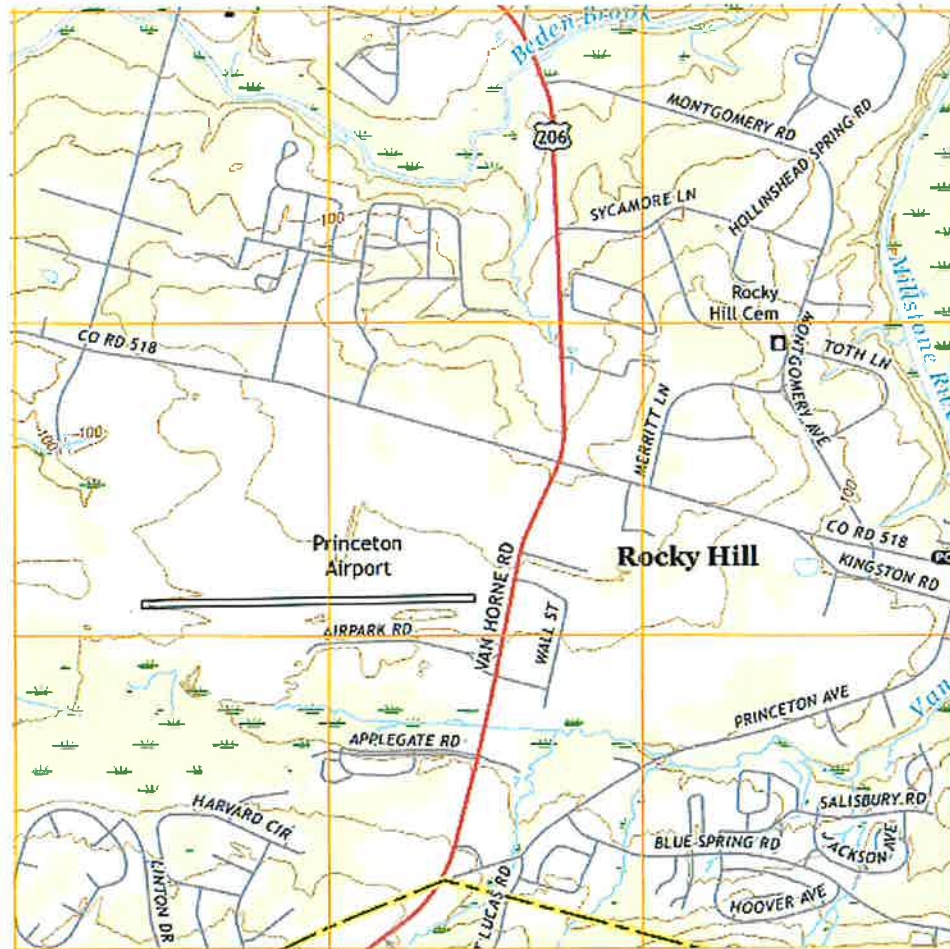 Beden Brook
MONTGOMERY RD
206
HOLLINSHEAD SPRING RD
SYCAMORE LN
100
Millstone
Rocky
Hill Cem
CO RD 518
TOTH LN
MONTGOMERY AVE
MERRITT LN
100
100
100
CO RD 518
KINGSTON RD
Princeton
Airport
VAN HORNE RD
Rocky Hill
WALL ST
AIRPARK RD
PRINCETON AVE
Van
APPLEGATE RD
HARVARD CIR
LINTON DR
SALISBURY RD
BLUE SPRING RD
JACKSON AVE
HOOVER AVE
LUCAS RD